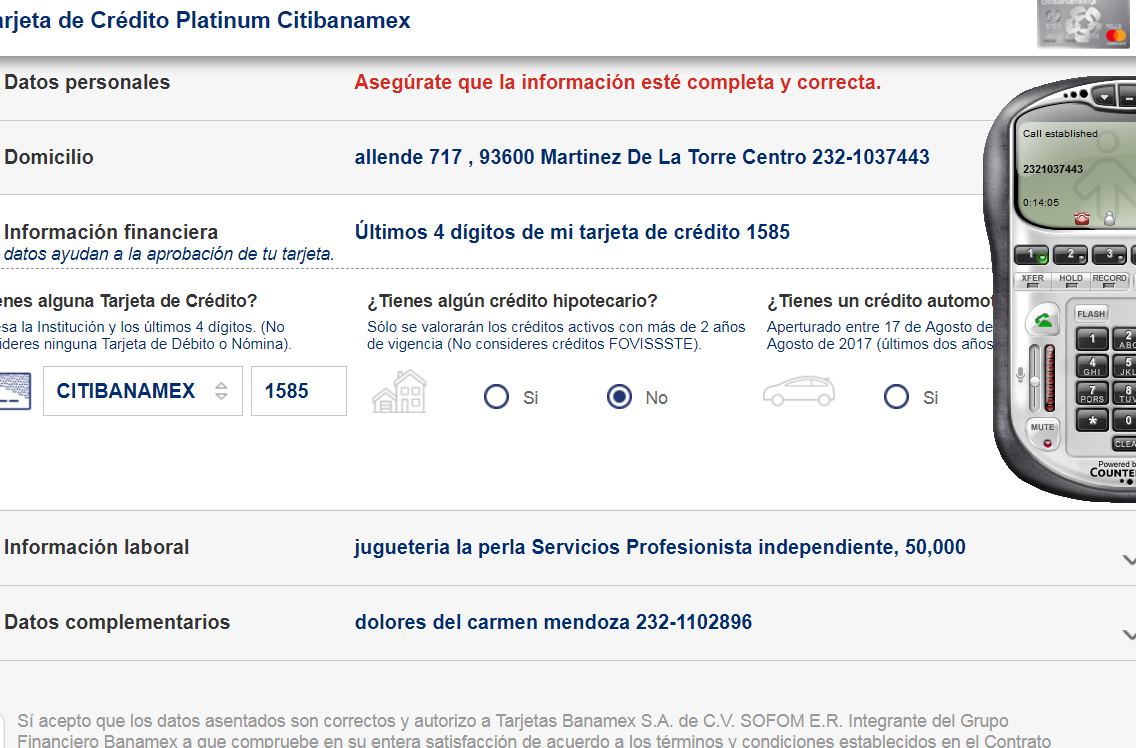 rjeta de Crédito Platinum Citibanamex
Datos personales
Asegúrate que la información esté completa y correcta.
Domicilio
allende 717 , 93600 Martinez De La Torre Centro 232-1037443
Información financiera
Últimos 4 dígitos de mi tarjeta de crédito 1585
datos ayudan a la aprobación de tu tarjeta.
enes alguna Tarjeta de Crédito?
¿Tienes algún crédito hipotecario?
¿Tienes un crédito automot
esa la Institución y los últimos 4 dígitos. (No
Sólo se valorarán los créditos activos con más de 2 años
Aperturado entre 17 de Agosto de
ideres ninguna Tarjeta de Débito o Nómina).
de vigencia (No consideres créditos FOVISSSTE).
Agosto de 2017 (últimos dos años
CITIBANAMEX
1585
Si
No
Si
Información laboral
jugueteria la perla Servicios Profesionista independiente, 50,000
Datos complementarios
dolores del carmen mendoza 232-1102896
Sí acepto que los datos asentados son correctos y autorizo a Tarjetas Banamex S.A. de C.V. SOFOM E.R. Integrante del Grupo
Financiero Banamex a que compruebe en su entera satisfacción de acuerdo a los términos y condiciones establecidos en el Contrato
Call established
2321037443
0:14:05
1
2
3
XFER
HOLD
RECORD
FLASH
1
2
ABC
4
GHI
5
JKL
7
PQRS
8
TUV
*
0
MUTE
CLEA
Powered b
COUNTE